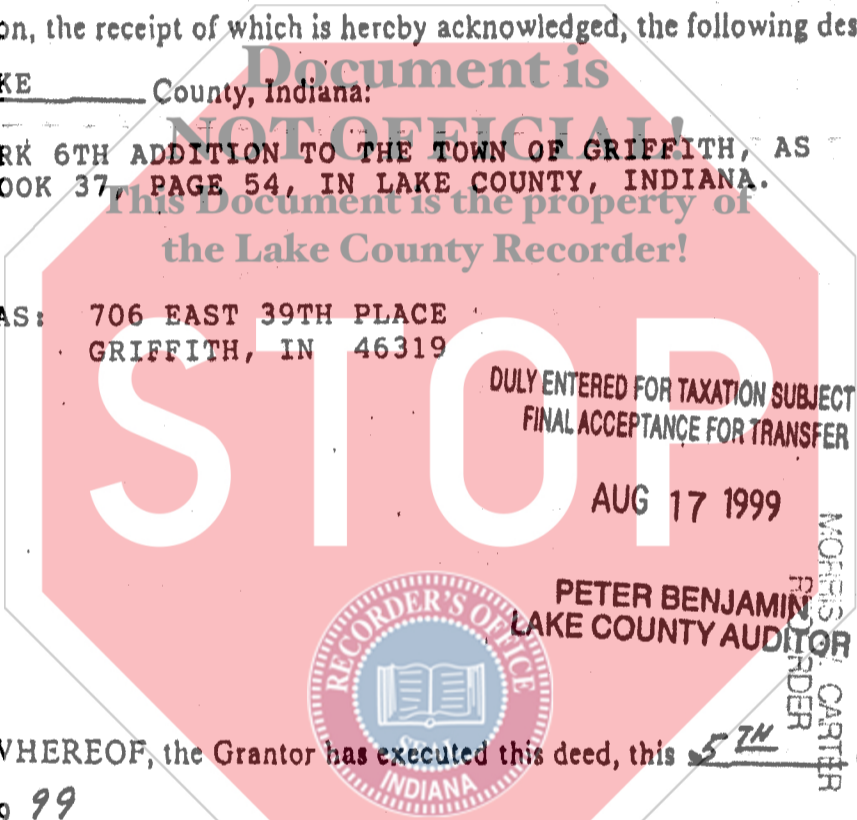 on, the receipt of which is hereby acknowledged, the following des
Document is
KE County, Indiana:
NOT OFFICIAL!
RK 6TH ADDITION TO THE TOWN OF GRIFFITH, AS
OOK 37, PAGE 54, IN LAKE COUNTY, INDIANA.
This Document is the property of
the Lake County Recorder!
AS: 706 EAST 39TH PLACE
GRIFFITH, IN 46319
STOP
DULY ENTERED FOR TAXATION SUBJECT
FINAL ACCEPTANCE FOR TRANSFER
AUG 17 1999
PETER BENJAMIN
LAKE COUNTY AUDITOR
MORRIS CARTER
RECORDER'S OFFICE
SEAL
INDIANA
WHEREOF, the Grantor has executed this deed, this 5TH
99